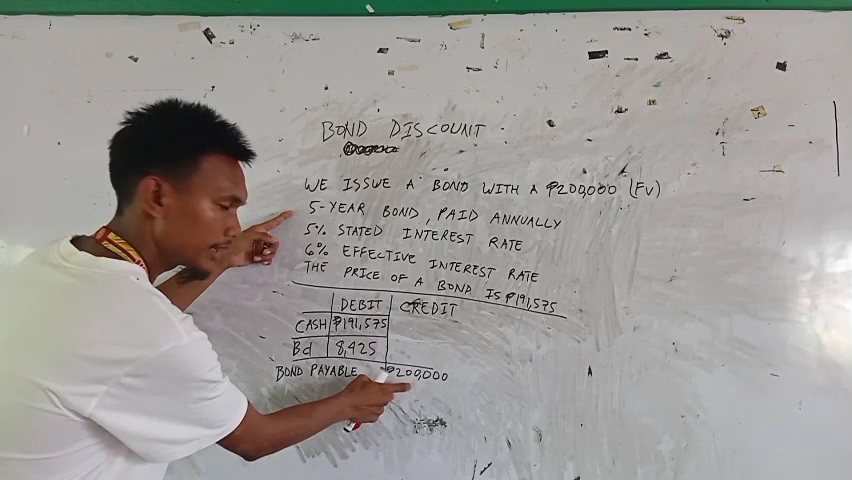 BOND DISCOUNT
WE ISSUE A BOND WITH A ₱200,000 (FV)
5-YEAR BOND, PAID ANNUALLY
5% STATED INTEREST RATE
6% EFFECTIVE INTEREST RATE
THE PRICE OF A BOND IS ₱191,575
DEBIT CREDIT
CASH ₱191,575
Bd 8,425
BOND PAYABLE ₱200,000